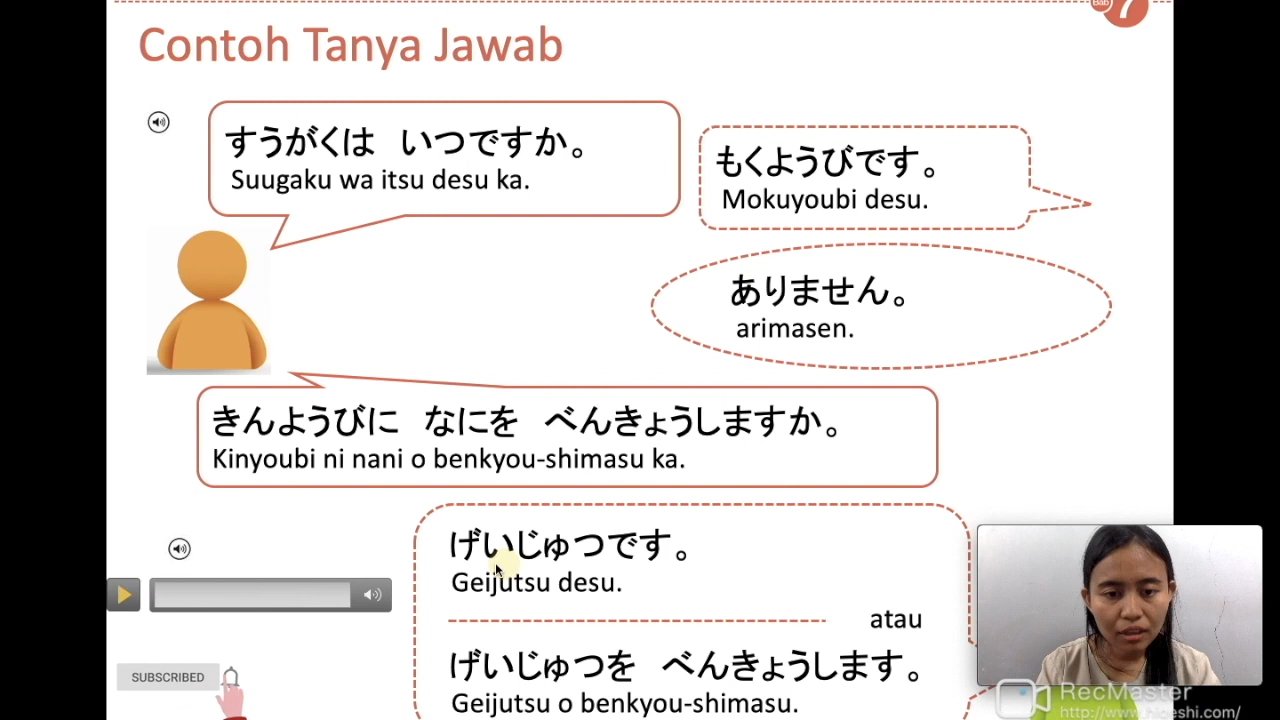 Bab 7
Contoh Tanya Jawab
すうがくは いつですか。
Suugaku wa itsu desu ka.
もくようびです。
Mokuyoubi desu.
ありません。
arimasen.
きんようびに なにを べんきょうしますか。
Kinyoubi ni nani o benkyou-shimasu ka.
げいじゅつです。
Geijutsu desu.
atau
げいじゅつを べんきょうします。
Geijutsu o benkyou-shimasu.
SUBSCRIBED
RecMaster